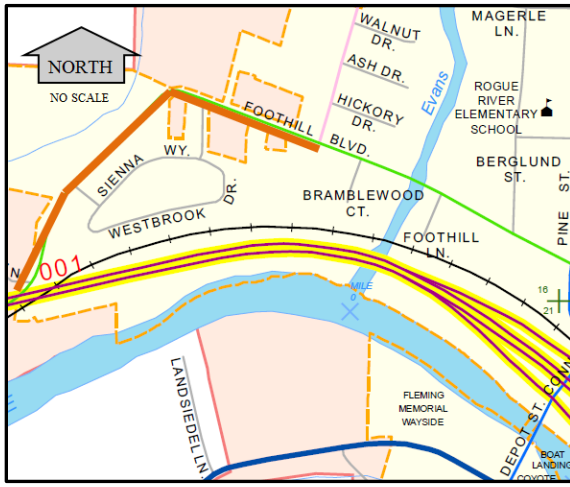 WALNUT
DR.
MAGERLE
LN.
NORTH
NO SCALE
ASH DR.
Evans
ROGUE
RIVER
ELEMENTARY
SCHOOL
HICKORY
DR.
FOOTHILL
BLVD.
BERGLUND
ST.
SIENNA
WY.
BRAMBLEWOOD
CT.
PINE ST.
WESTBROOK
DR.
FOOTHILL
LN.
001
MILE
0
16
21
LANDSIEDEL LN.
FLEMING
MEMORIAL
WAYSIDE
DEPOT ST. CONN
BOAT
LANDING
COYOTE